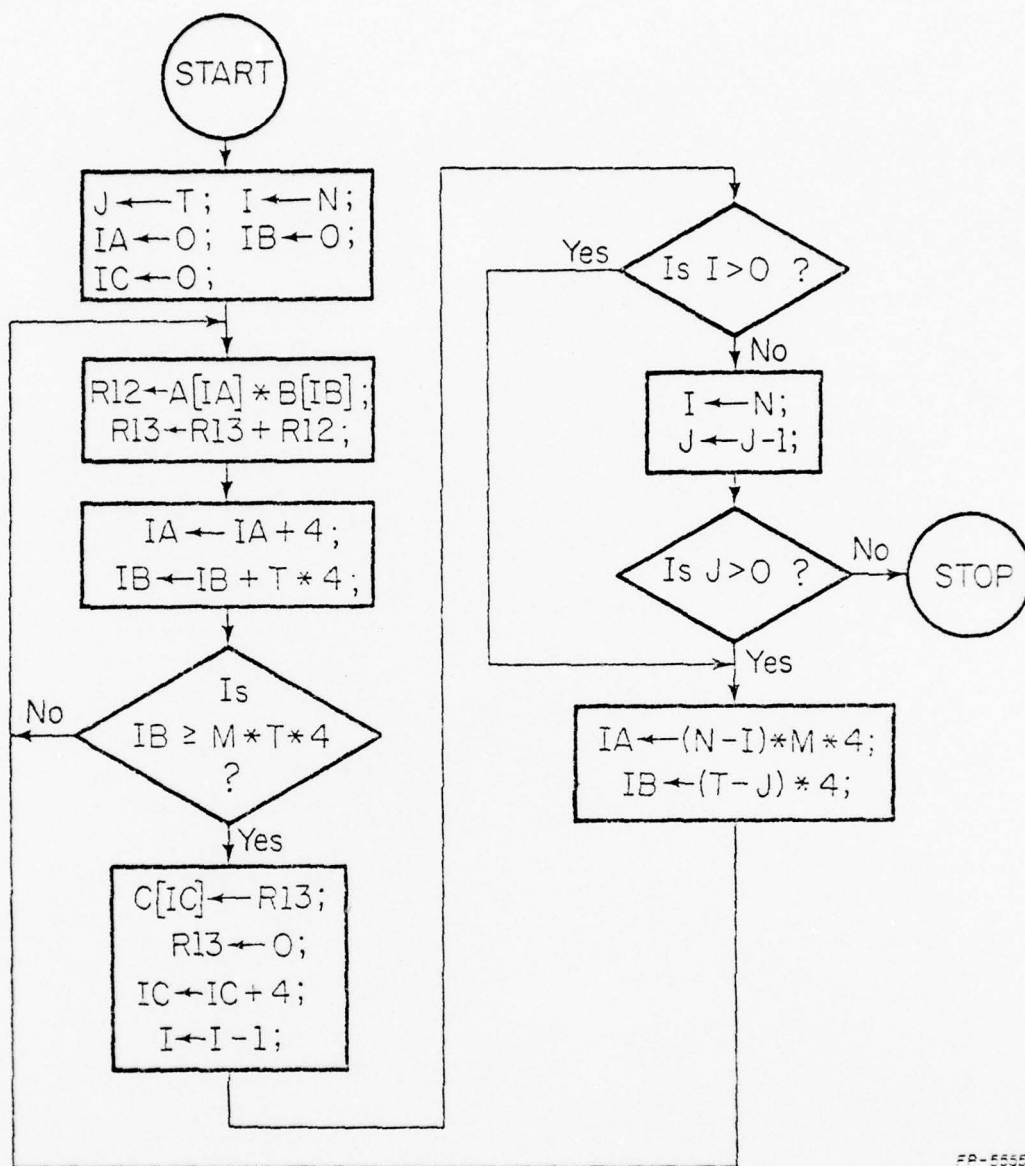 START
J ← T; I ← N;
IA ← 0; IB ← 0;
IC ← 0;
R12 ← A[IA] * B[IB];
R13 ← R13 + R12;
IA ← IA + 4;
IB ← IB + T * 4;
Is
IB ≥ M * T * 4
?
No
Yes
C[IC] ← R13;
R13 ← 0;
IC ← IC + 4;
I ← I - 1;
Is I > 0 ?
Yes
No
I ← N;
J ← J - 1;
Is J > 0 ?
No
STOP
Yes
IA ← (N - I) * M * 4;
IB ← (T - J) * 4;